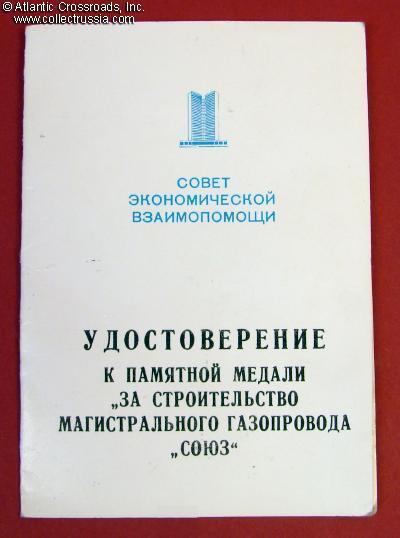 © Atlantic Crossroads, Inc.
www.collectrussia.com
СОВЕТ
ЭКОНОМИЧЕСКОЙ
ВЗАИМОПОМОЩИ
УДОСТОВЕРЕНИЕ
К ПАМЯТНОЙ МЕДАЛИ
„ЗА СТРОИТЕЛЬСТВО
МАГИСТРАЛЬНОГО ГАЗОПРОВОДА
„СОЮЗ“